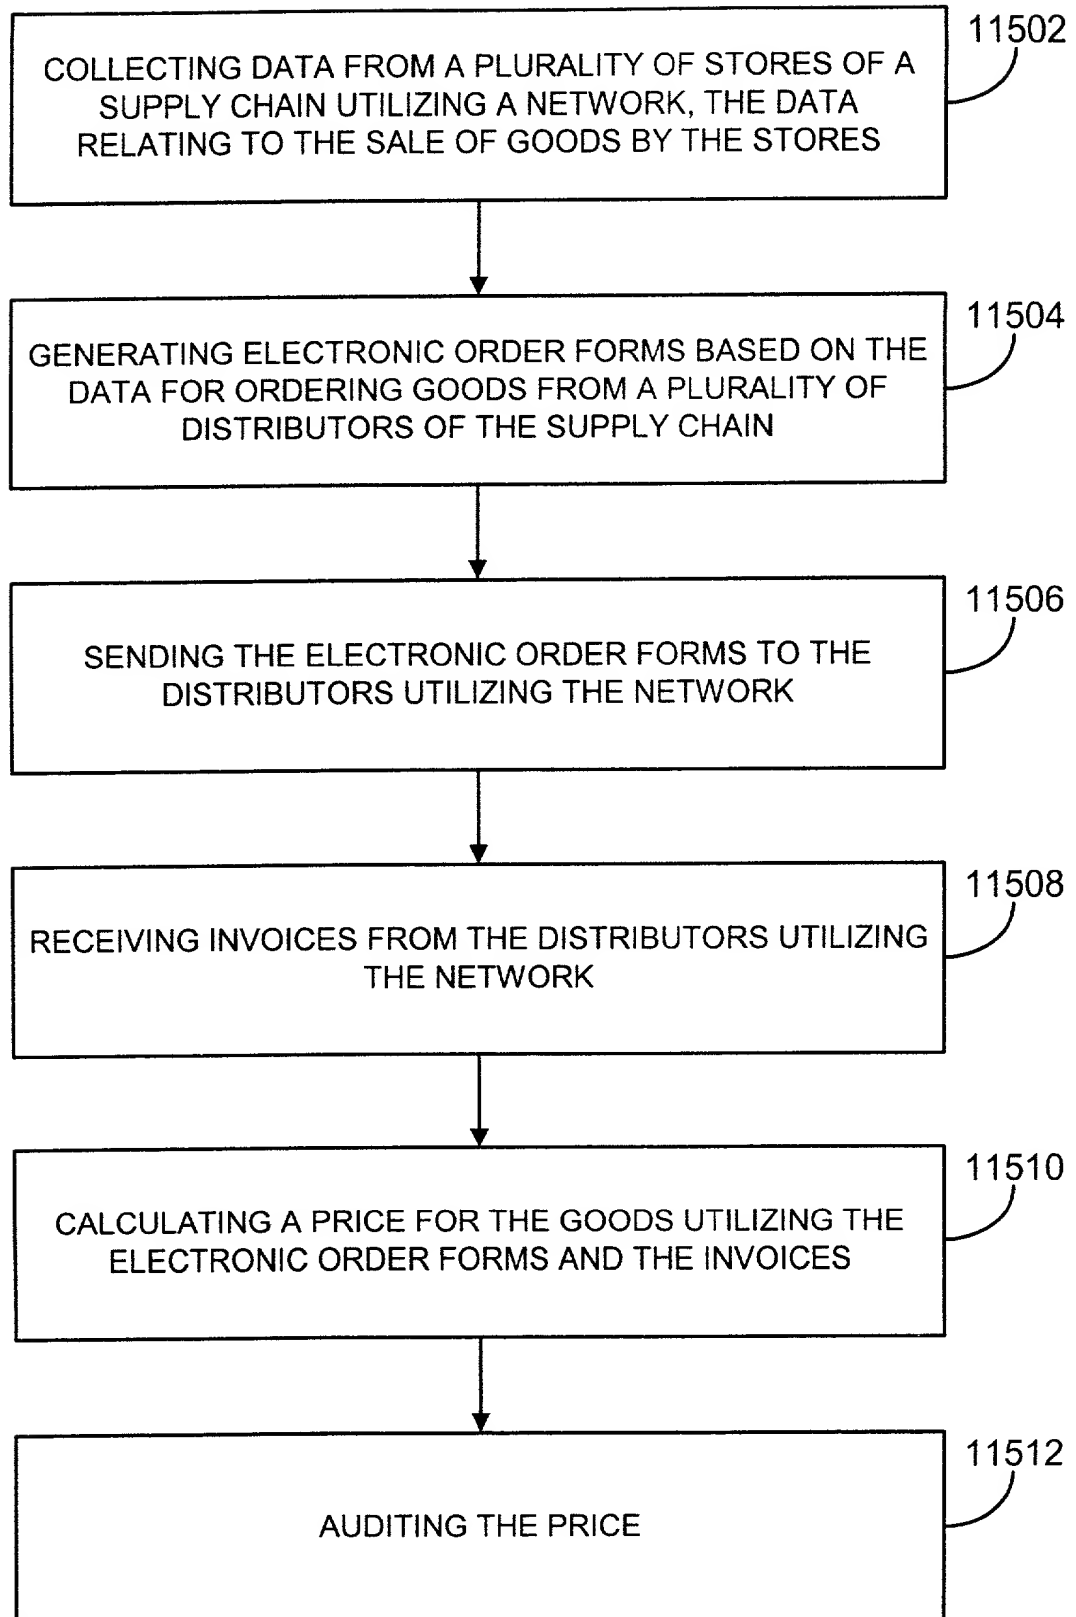 11502
COLLECTING DATA FROM A PLURALITY OF STORES OF A
SUPPLY CHAIN UTILIZING A NETWORK, THE DATA
RELATING TO THE SALE OF GOODS BY THE STORES
11504
GENERATING ELECTRONIC ORDER FORMS BASED ON THE
DATA FOR ORDERING GOODS FROM A PLURALITY OF
DISTRIBUTORS OF THE SUPPLY CHAIN
11506
SENDING THE ELECTRONIC ORDER FORMS TO THE
DISTRIBUTORS UTILIZING THE NETWORK
11508
RECEIVING INVOICES FROM THE DISTRIBUTORS UTILIZING
THE NETWORK
11510
CALCULATING A PRICE FOR THE GOODS UTILIZING THE
ELECTRONIC ORDER FORMS AND THE INVOICES
11512
AUDITING THE PRICE